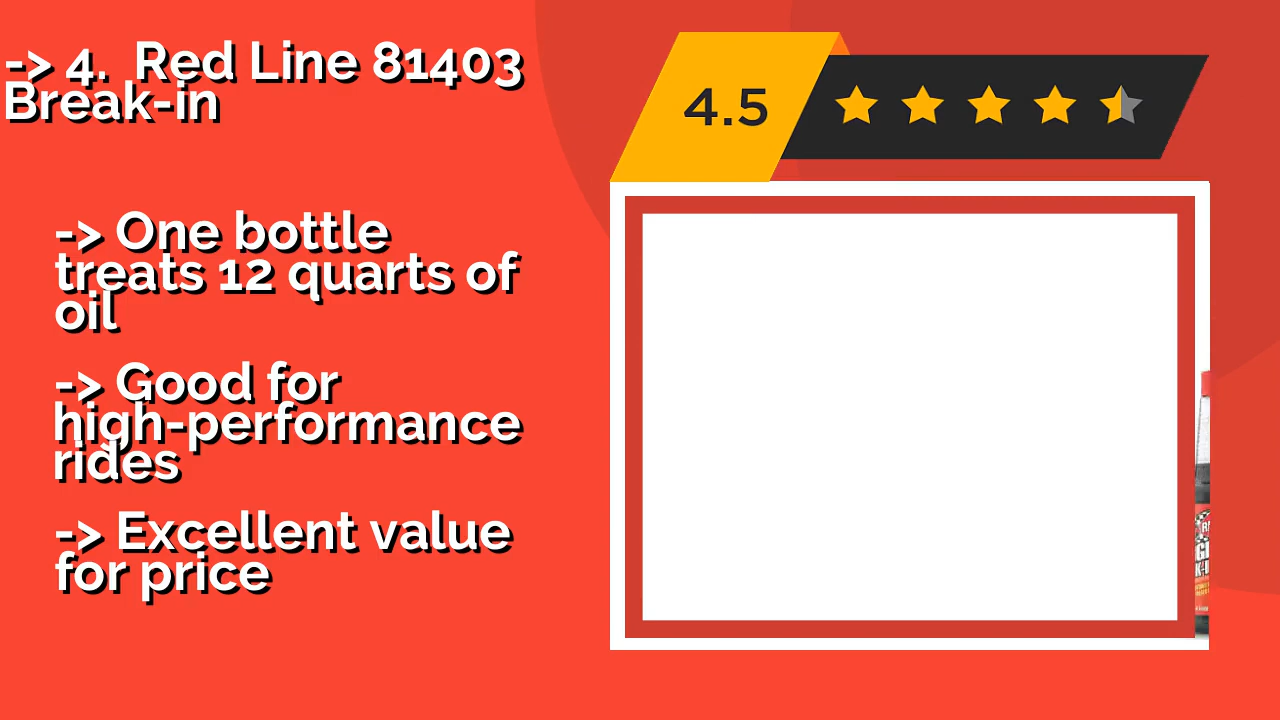 -> 4.  Red Line 81403
Break-in
4.5
-> One bottle
treats 12 quarts of
oil
-> Good for
high-performance
rides
-> Excellent value
for price